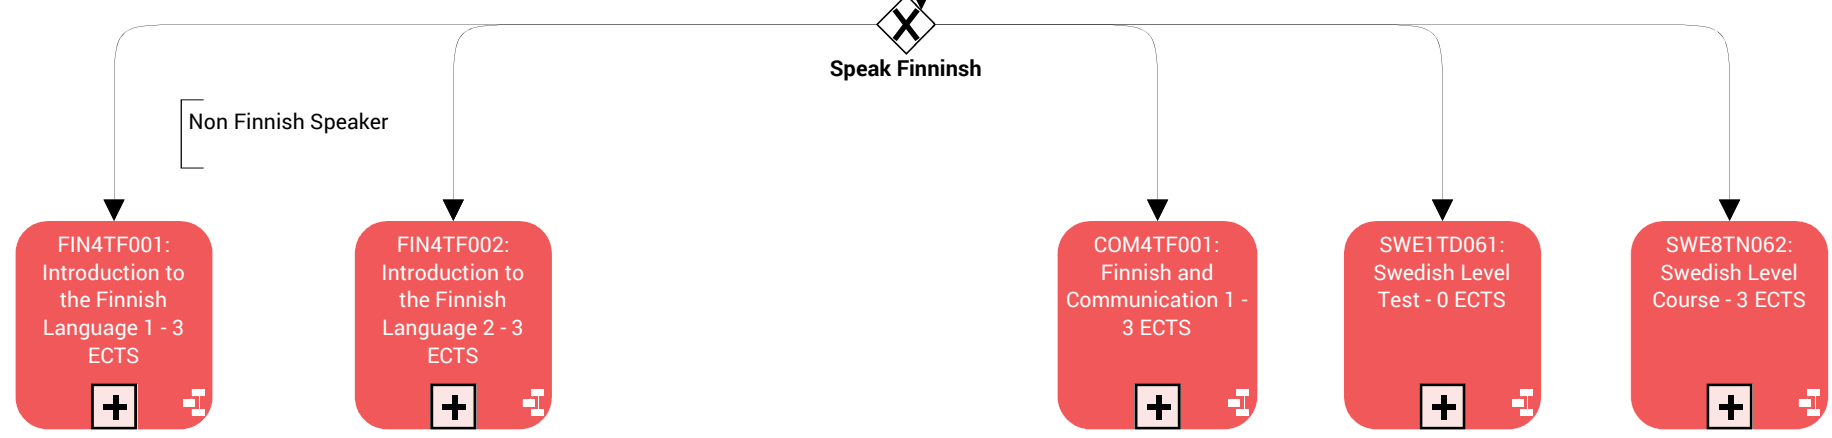 Speak Finninsh
Non Finnish Speaker
FIN4TF001:
Introduction to
the Finnish
Language 1 - 3
ECTS
FIN4TF002:
Introduction to
the Finnish
Language 2 - 3
ECTS
COM4TF001:
Finnish and
Communication 1 -
3 ECTS
SWE1TD061:
Swedish Level
Test - 0 ECTS
SWE8TN062:
Swedish Level
Course - 3 ECTS